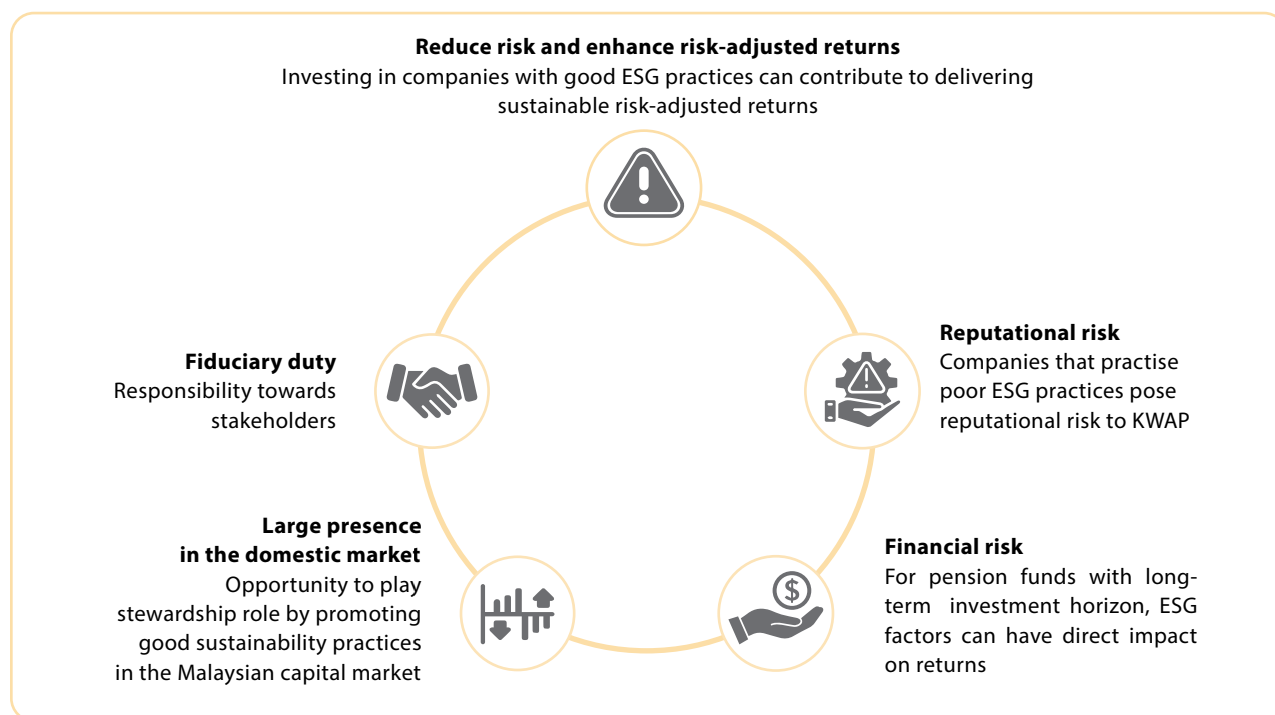 Reduce risk and enhance risk-adjusted returns
Investing in companies with good ESG practices can contribute to delivering
sustainable risk-adjusted returns
Reputational risk
Companies that practise
poor ESG practices pose
reputational risk to KWAP
Financial risk
For pension funds with long-
term investment horizon, ESG
factors can have direct impact
on returns
$
Large presence
in the domestic market
Opportunity to play
stewardship role by promoting
good sustainability practices
in the Malaysian capital market
Fiduciary duty
Responsibility towards
stakeholders